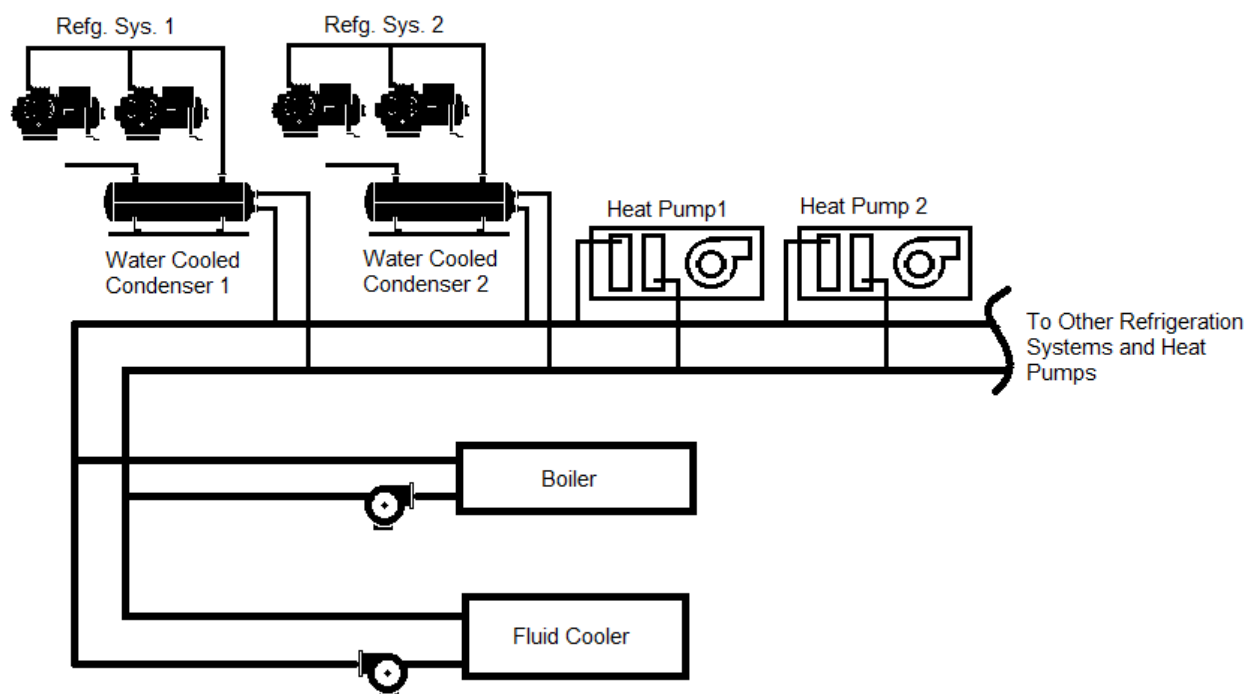 Refg. Sys. 1
Refg. Sys. 2
Water Cooled
Condenser 1
Water Cooled
Condenser 2
Heat Pump1
Heat Pump 2
To Other Refrigeration
Systems and Heat
Pumps
Boiler
Fluid Cooler